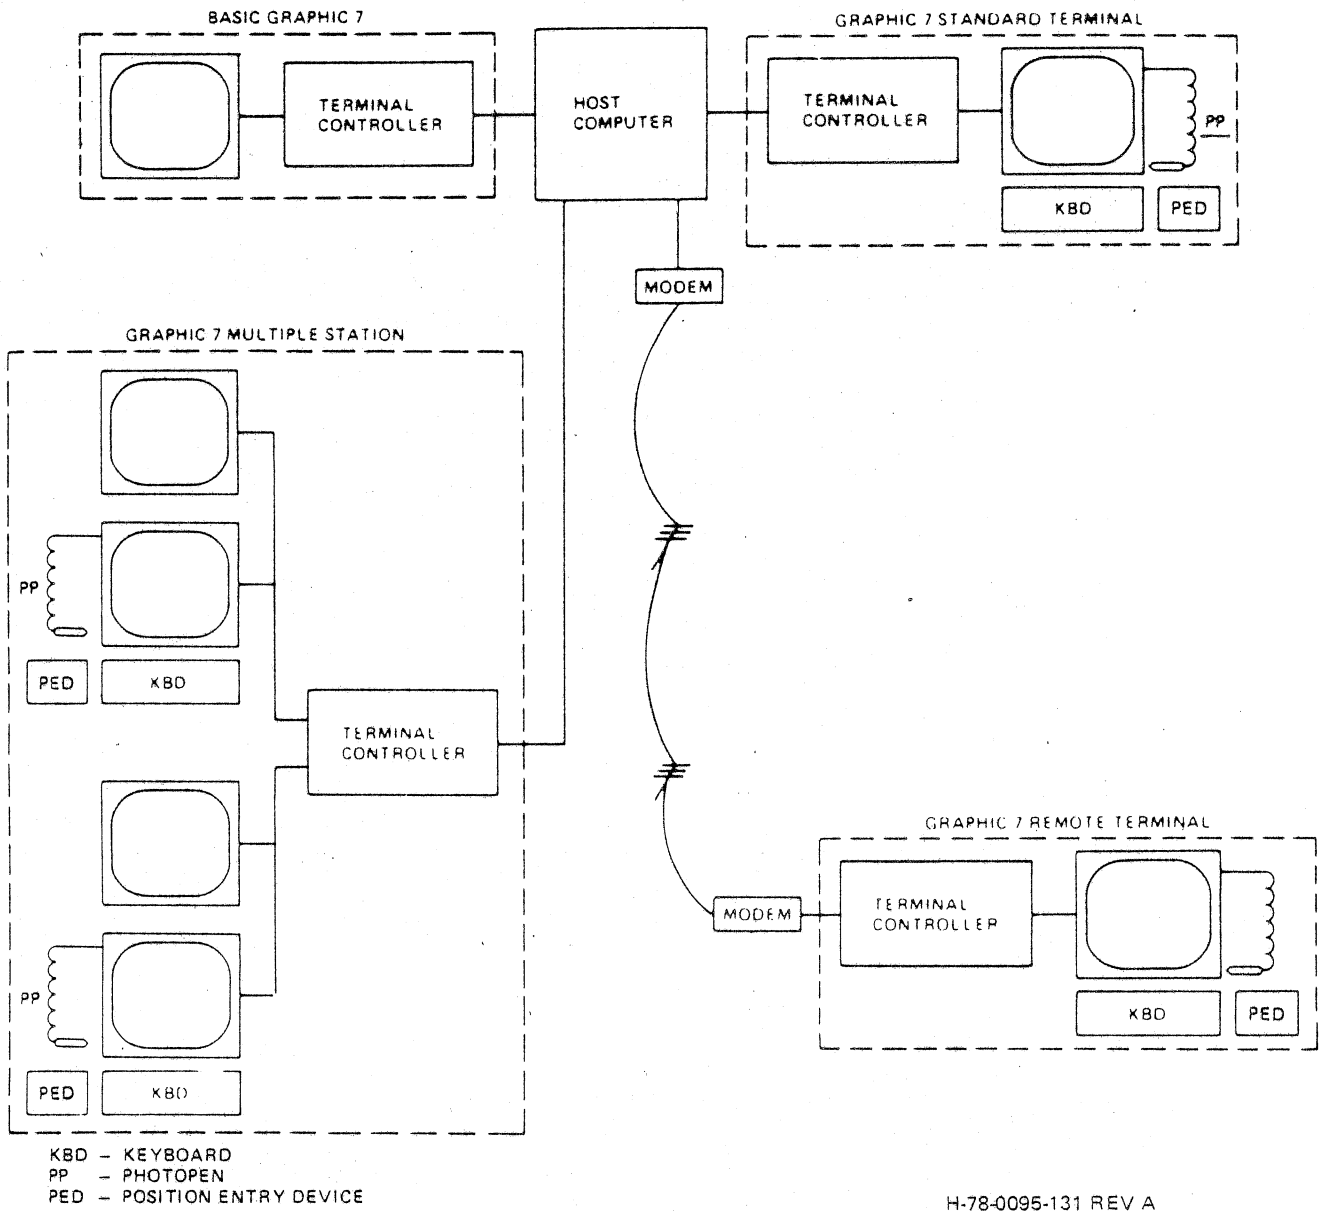 BASIC GRAPHIC 7
TERMINAL
CONTROLLER
HOST
COMPUTER
GRAPHIC 7 STANDARD TERMINAL
TERMINAL
CONTROLLER
PP
KBD
PED
MODEM
GRAPHIC 7 MULTIPLE STATION
PP
PED
KBD
TERMINAL
CONTROLLER
PP
PED
KBD
GRAPHIC 7 REMOTE TERMINAL
MODEM
TERMINAL
CONTROLLER
KBD
PED
KBD – KEYBOARD
PP – PHOTOPEN
PED – POSITION ENTRY DEVICE
H-78-0095-131 REV A